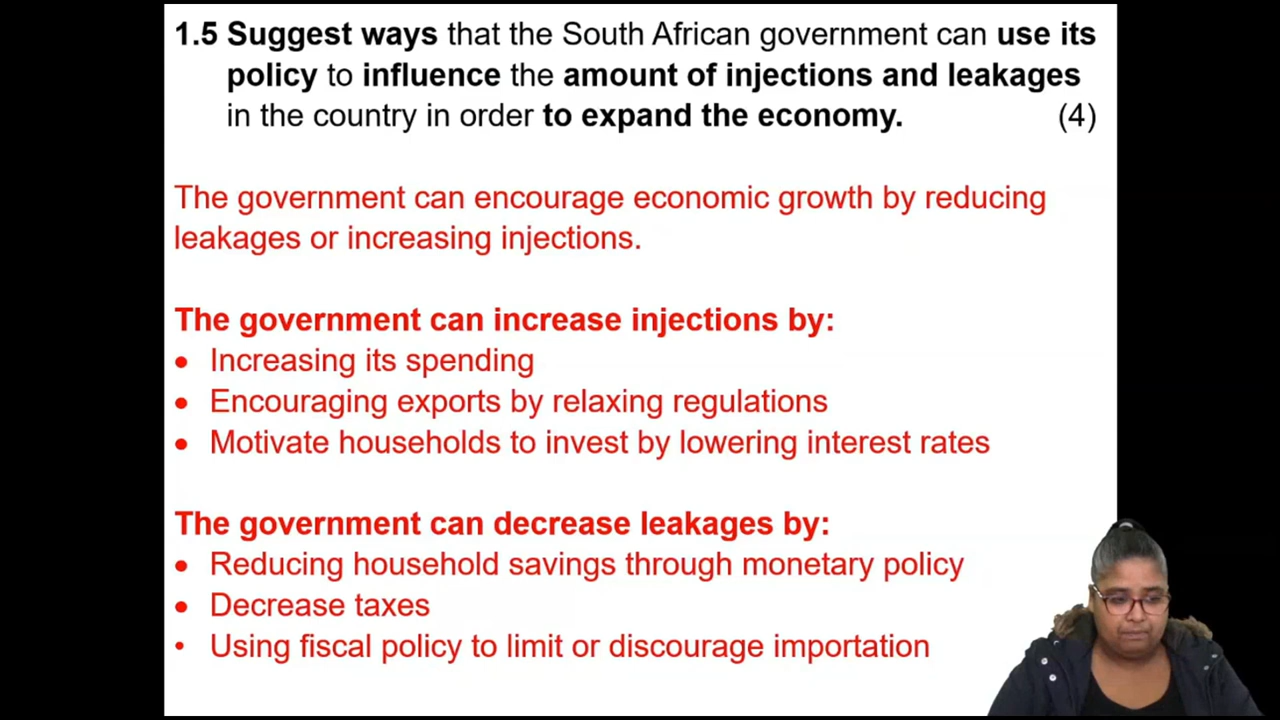 1.5 Suggest ways that the South African government can use its
policy to influence the amount of injections and leakages
in the country in order to expand the economy. (4)
The government can encourage economic growth by reducing
leakages or increasing injections.
The government can increase injections by:
• Increasing its spending
• Encouraging exports by relaxing regulations
• Motivate households to invest by lowering interest rates
The government can decrease leakages by:
• Reducing household savings through monetary policy
• Decrease taxes
• Using fiscal policy to limit or discourage importation